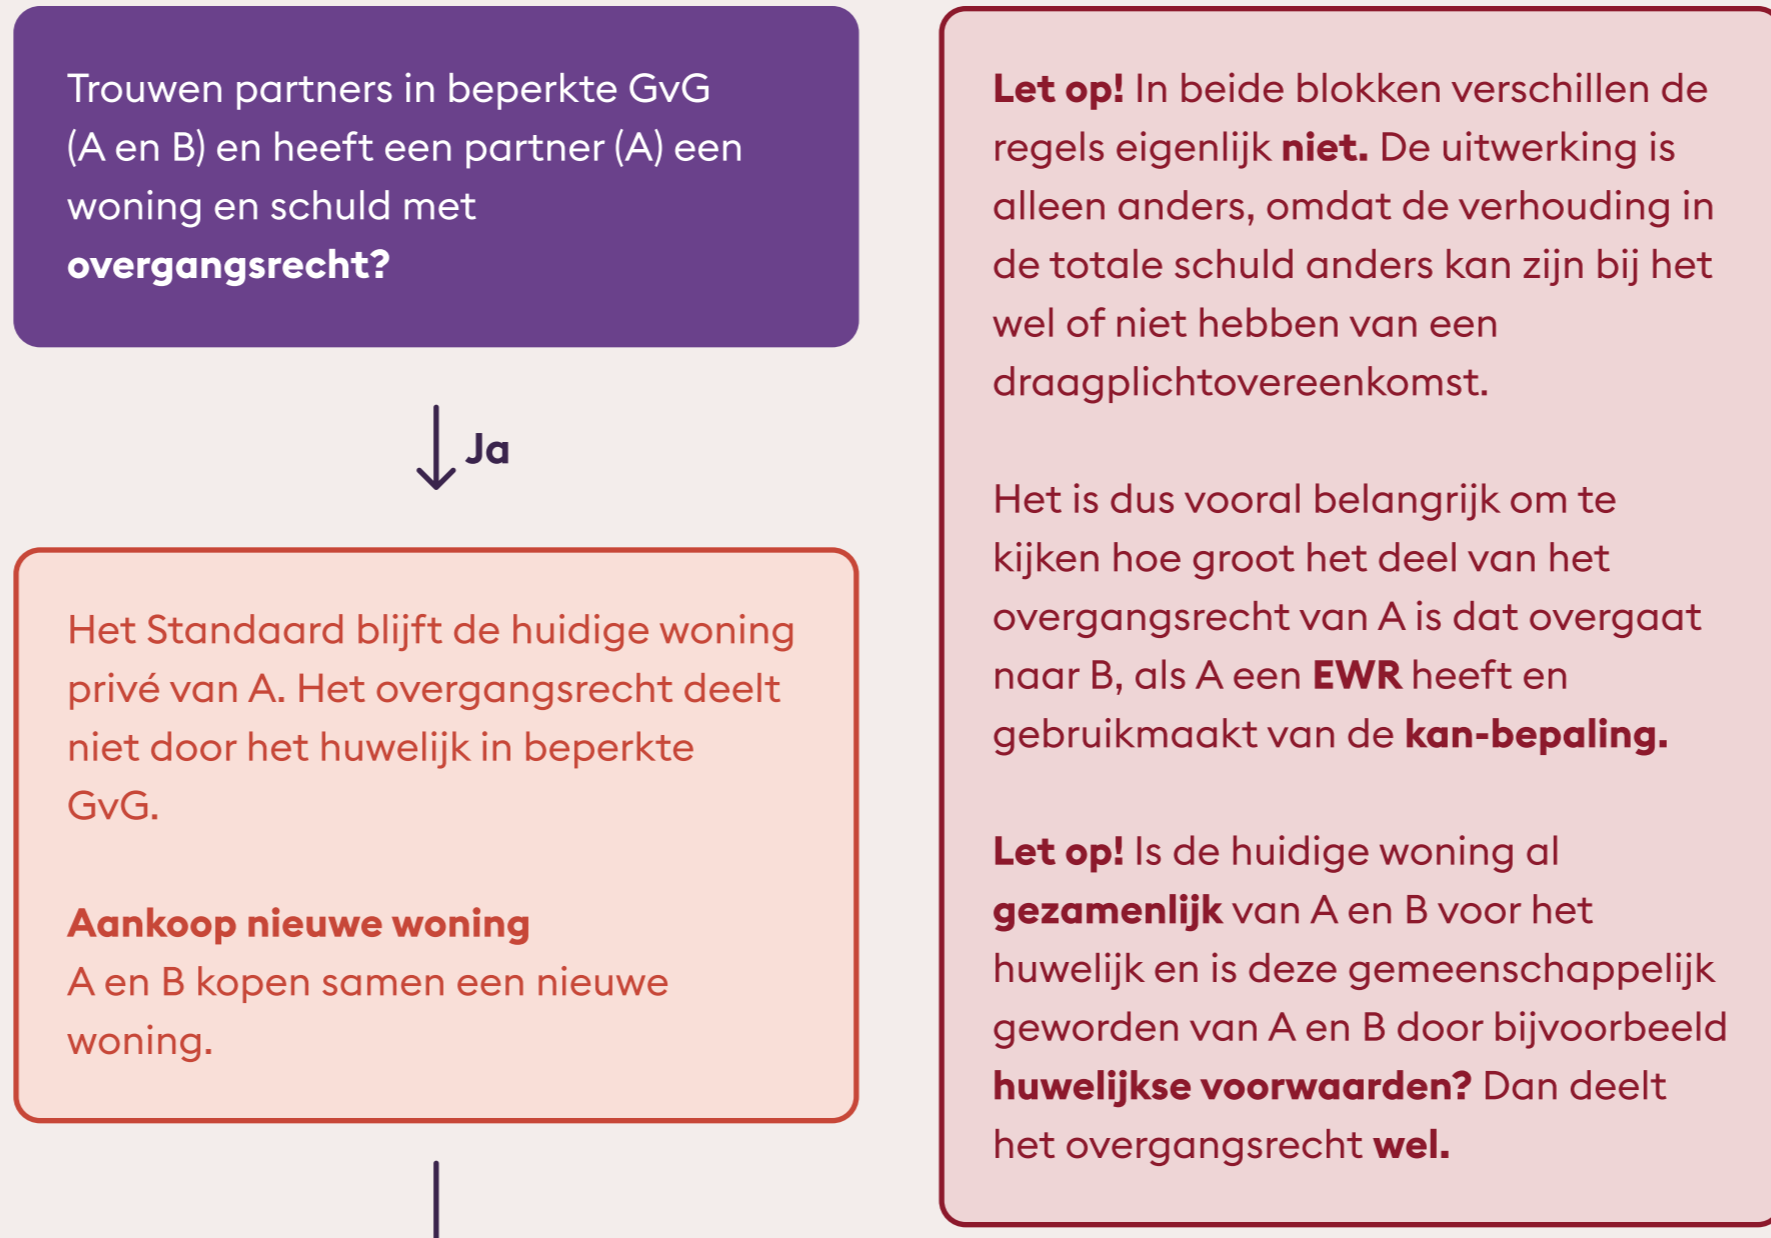 Trouwen partners in beperkte GvG
(A en B) en heeft een partner (A) een
woning en schuld met
overgangsrecht?
Ja
Het Standaard blijft de huidige woning
privé van A. Het overgangsrecht deelt
niet door het huwelijk in beperkte
GvG.
Aankoop nieuwe woning
A en B kopen samen een nieuwe
woning.
Let op! In beide blokken verschillen de
regels eigenlijk niet. De uitwerking is
alleen anders, omdat de verhouding in
de totale schuld anders kan zijn bij het
wel of niet hebben van een
draagplichtovereenkomst.
Het is dus vooral belangrijk om te
kijken hoe groot het deel van het
overgangsrecht van A is dat overgaat
naar B, als A een EWR heeft en
gebruikmaakt van de kan-bepaling.
Let op! Is de huidige woning al
gezamenlijk van A en B voor het
huwelijk en is deze gemeenschappelijk
geworden van A en B door bijvoorbeeld
huwelijkse voorwaarden? Dan deelt
het overgangsrecht wel.